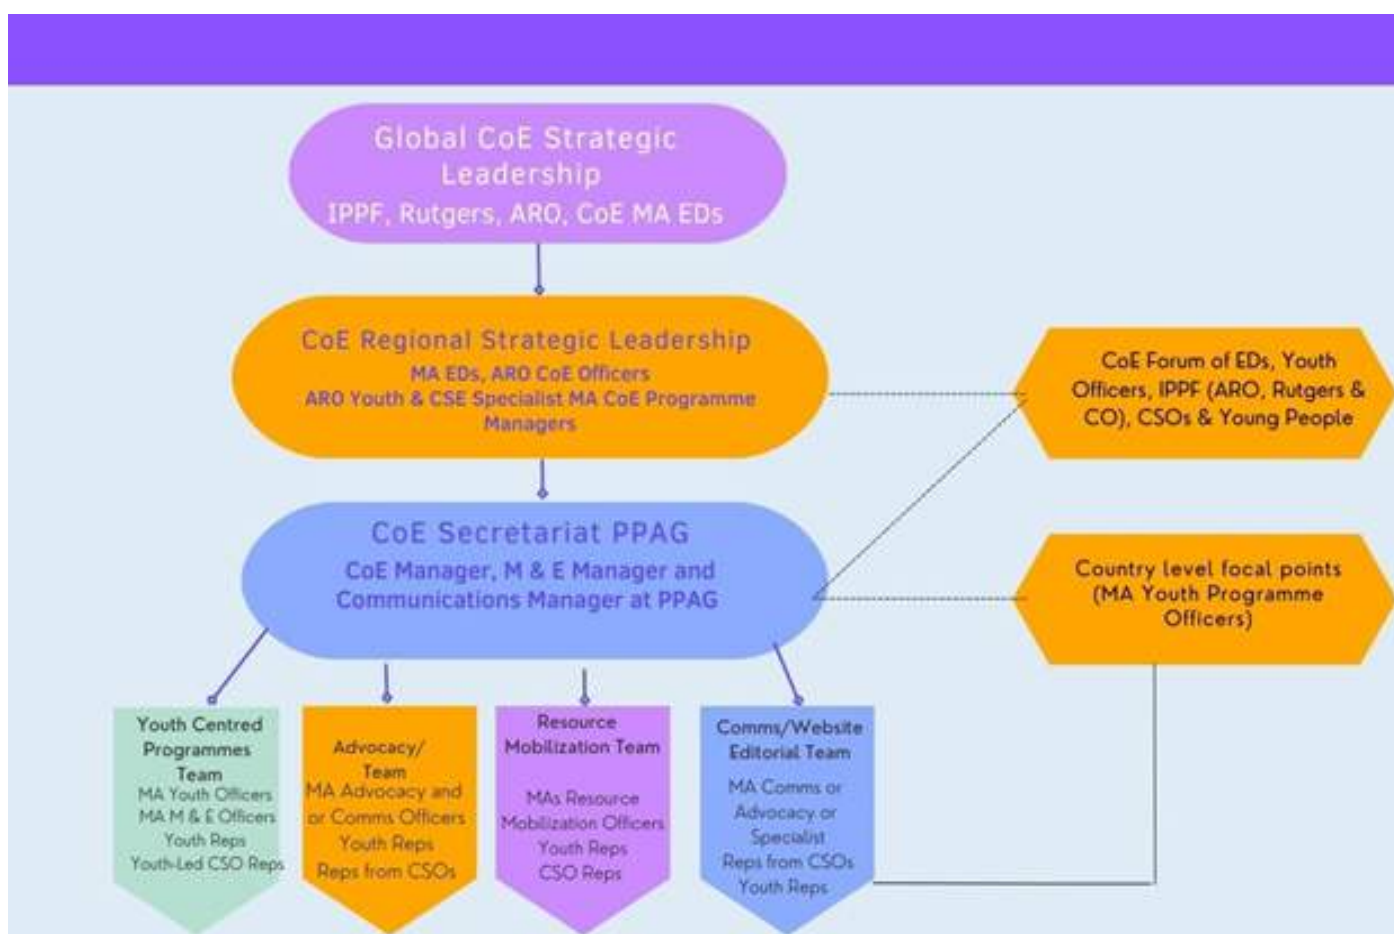 Global CoE Strategic
Leadership
IPPF, Rutgers, ARO, CoE MA EDs
CoE Regional Strategic Leadership
MA EDs, ARO CoE Officers
ARO Youth & CSE Specialist MA CoE Programme
Managers
CoE Forum of EDs, Youth
Officers, IPPF (ARO, Rutgers &
CO), CSOs & Young People
CoE Secretariat PPAG
CoE Manager, M & E Manager and
Communications Manager at PPAG
Country level focal points
(MA Youth Programme
Officers)
Youth Centred
Programmes
Team
MA Youth Officers
MA M & E Officers
Youth Reps
Youth-Led CSO Reps
Advocacy/
Team
MA Advocacy and
or Comms Officers
Youth Reps
Reps from CSOs
Resource
Mobilization Team
MAs Resource
Mobilization Officers
Youth Reps
CSO Reps
Comms/Website
Editorial Team
MA Comms or
Advocacy or
Specialist
Reps from CSOs
Youth Reps